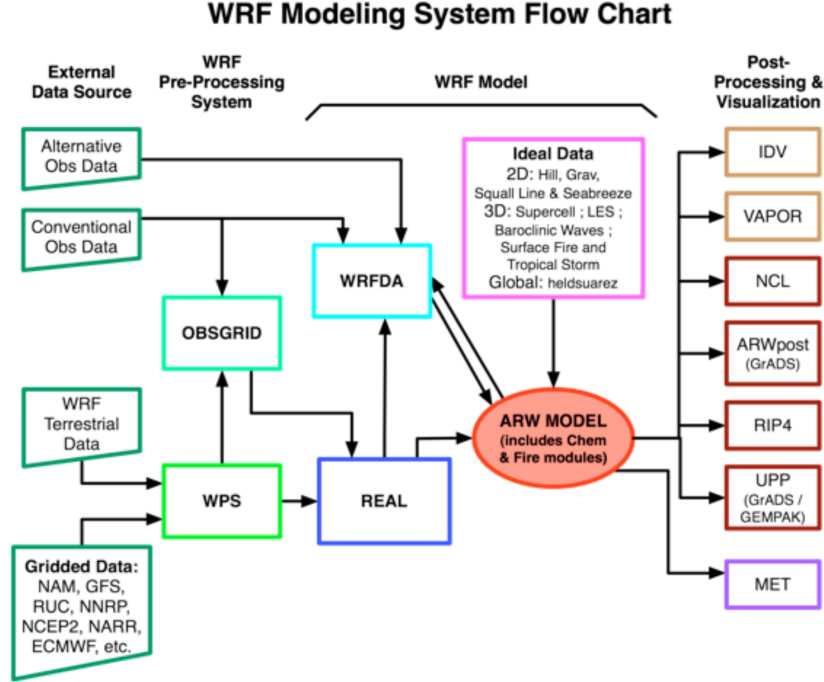 WRF Modeling System Flow Chart
External
Data Source
WRF
Pre-Processing
System
WRF Model
Post-
Processing &
Visualization
Alternative
Obs Data
Conventional
Obs Data
WRF
Terrestrial
Data
Gridded Data:
NAM, GFS,
RUC, NNRP,
NCEP2, NARR,
ECMWF, etc.
OBSGRID
WPS
WRFDA
REAL
Ideal Data
2D: Hill, Grav,
Squall Line & Seabreeze
3D: Supercell ; LES ;
Baroclinic Waves ;
Surface Fire and
Tropical Storm
Global: heldsuarez
ARW MODEL
(includes Chem
& Fire modules)
IDV
VAPOR
NCL
ARWpost
(GrADS)
RIP4
UPP
(GrADS /
GEMPAK)
MET